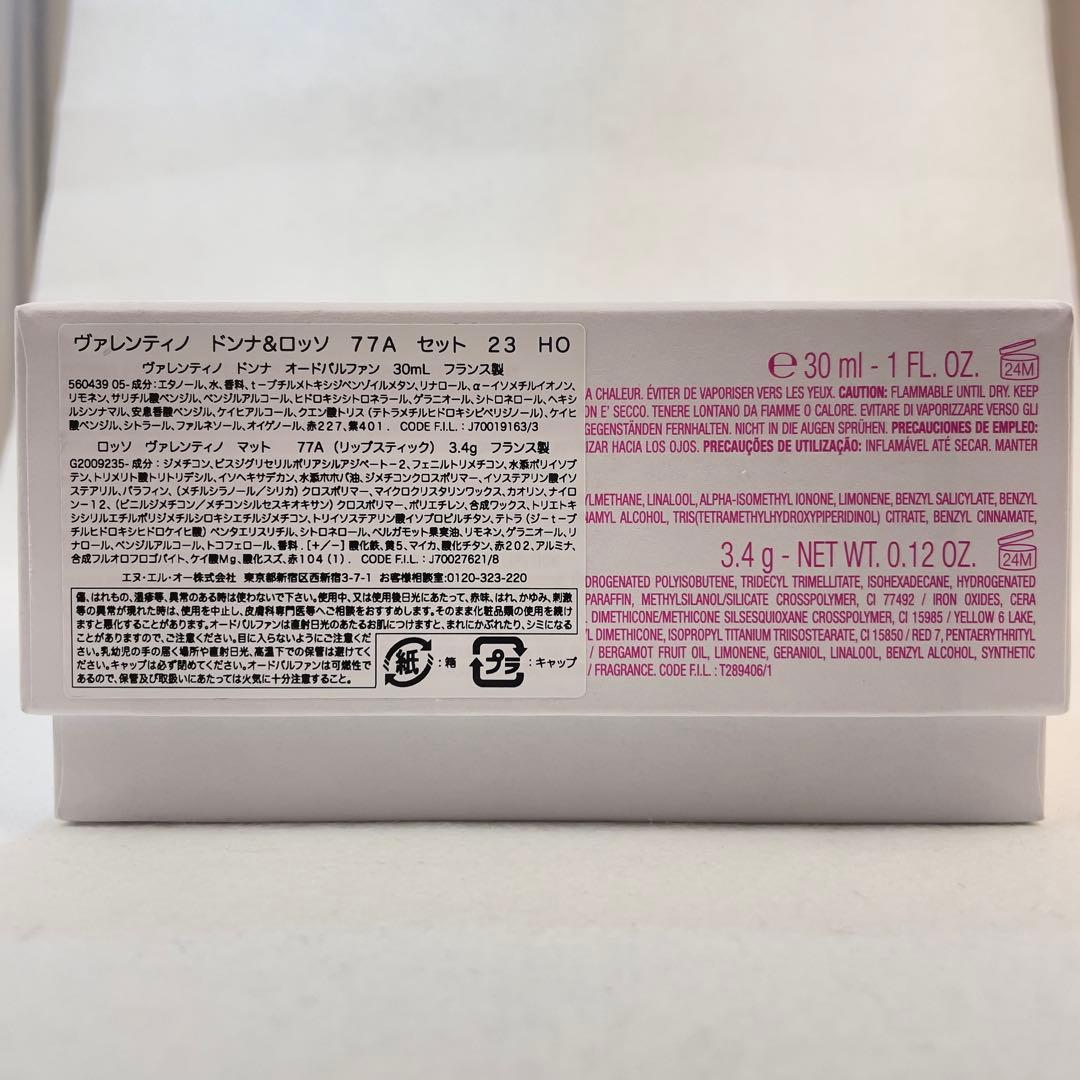 ヴァレンティノ ドンナ&ロッソ 77A セット 23 HO
ヴァレンティノ ドンナ オードパルファン 30mL フランス製
560439 05-成分:エタノール、水、香料、t-ブチルメトキシジベンゾイルメタン、リナロール、α-イソメチルイオノン、
リモネン、サリチル酸ベンジル、ベンジルアルコール、ヒドロキシシトロネラール、ゲラニオール、シトロネロール、ヘキシ
ルシンナマル、安息香酸ベンジル、ケイヒアルコール、クエン酸トリス(テトラメチルヒドロキシピペリジノール)、ケイヒ
酸ベンジル、シトラール、ファルネソール、オイゲノール、赤227、紫401. CODE F.I.L.:J70019163/3
ロッソ ヴァレンティノ マット 77A(リップスティック) 3.4g フランス製
G2009235-成分:ジメチコン、ビスジグリセリルポリアシルアジペート-2、フェニルトリメチコン、水添ポリイソブ
テン、トリメリト酸トリトリデシル、イソヘキサデカン、水添ホホバ油、ジメチコンクロスポリマー、イソステアリン酸イソ
ステアリル、パラフィン、(メチルシラノール/シリカ)クロスポリマー、マイクロクリスタリンワックス、カオリン、ナイロ
ン-12、(ビニルジメチコン/メチコンシルセスキオキサン)クロスポリマー、ポリエチレン、合成ワックス、トリエトキ
シシリルエチルポリジメチルシロキシエチルジメチコン、トリイソステアリン酸イソプロピルチタン、テトラ(ジ-t-ブ
チルヒドロキシヒドロケイヒ酸)ペンタエリスリチル、シトロネロール、ベルガモット果実油、リモネン、ゲラニオール、リ
ナロール、ベンジルアルコール、トコフェロール、香料.[+/-]酸化鉄、黄5、マイカ、酸化チタン、赤202、アルミナ、
合成フルオロフロゴパイト、ケイ酸Mg、酸化スズ、赤104(1). CODE F.I.L.:J70027621/8
エヌ・エル・オー株式会社 東京都新宿区西新宿3-7-1 お客様相談室:0120-323-220
傷、はれもの、湿疹等、異常のある時は使わないで下さい。使用中、又は使用後日光にあたって、赤味、はれ、かゆみ、刺激
等の異常が現れた時は、使用を中止し、皮膚科専門医等へご相談をおすすめします。そのまま化粧品類の使用を続け
ますと悪化することがあります。オードパルファンは直射日光のあたるお肌につけますと、まれにかぶれたり、シミになる
ことがありますので、ご注意ください。目に入らないようにご注意くだ
さい。乳幼児の手の届く場所や直射日光、高温下での保管は避けてく
ださい。キャップは必ず閉めてください。オードパルファンは可燃性で
あるので、保管及び取扱いにあたっては火気に十分注意すること。
紙:箱 プラ:キャップ
℮ 30 ml - 1 FL. OZ. 24M
A CHALEUR. ÉVITER DE VAPORISER VERS LES YEUX. CAUTION: FLAMMABLE UNTIL DRY. KEEP
ON E' SECCO. TENERE LONTANO DA FIAMME O CALORE. EVITARE DI VAPORIZZARE VERSO GLI
GEGENSTÄNDEN FERNHALTEN. NICHT IN DIE AUGEN SPRÜHEN. PRECAUCIONES DE EMPLEO:
IZAR HACIA LOS OJOS. PRECAUÇÕES DE UTILIZAÇÃO: INFLAMÁVEL ATÉ SECAR. MANTER
YLMETHANE, LINALOOL, ALPHA-ISOMETHYL IONONE, LIMONENE, BENZYL SALICYLATE, BENZYL
NAMYL ALCOHOL, TRIS(TETRAMETHYLHYDROXYPIPERIDINOL) CITRATE, BENZYL CINNAMATE,
3.4 g - NET WT. 0.12 OZ. 24M
DROGENATED POLYISOBUTENE, TRIDECYL TRIMELLITATE, ISOHEXADECANE, HYDROGENATED
PARAFFIN, METHYLSILANOL/SILICATE CROSSPOLYMER, CI 77492 / IRON OXIDES, CERA
DIMETHICONE/METHICONE SILSESQUIOXANE CROSSPOLYMER, CI 15985 / YELLOW 6 LAKE,
L DIMETHICONE, ISOPROPYL TITANIUM TRIISOSTEARATE, CI 15850 / RED 7, PENTAERYTHRITYL
/ BERGAMOT FRUIT OIL, LIMONENE, GERANIOL, LINALOOL, BENZYL ALCOHOL, SYNTHETIC
/ FRAGRANCE. CODE F.I.L.: T289406/1